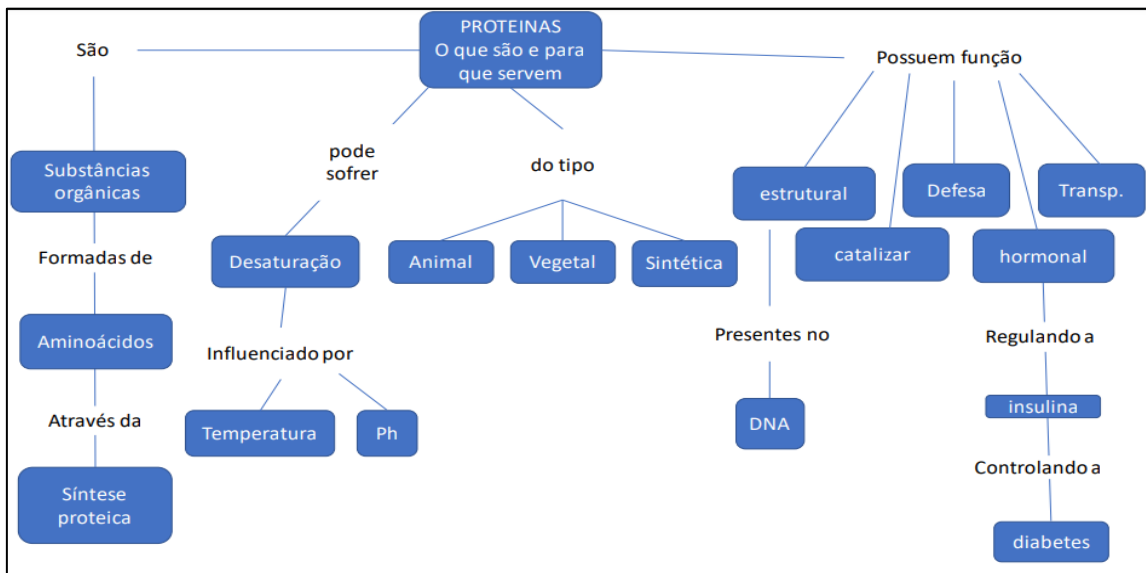 PROTEINAS
O que são e para
que servem
São
Possuem função
pode
sofrer
do tipo
Substâncias
orgânicas
estrutural
Defesa
Transp.
Formadas de
Desaturação
Animal
Vegetal
Sintética
catalizar
hormonal
Aminoácidos
Influenciado por
Presentes no
Regulando a
Através da
Temperatura
Ph
DNA
insulina
Síntese
proteica
Controlando a
diabetes